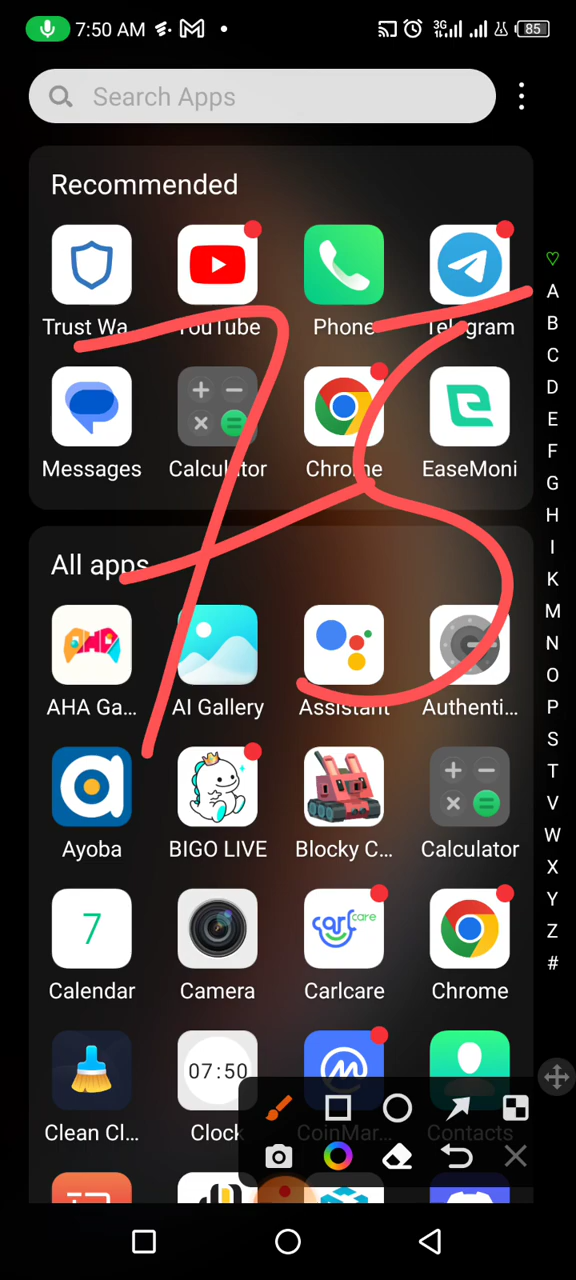 7:50 AM 3G 85
Search Apps
Recommended
Trust Wa... YouTube Phone Telegram
Messages Calculator Chrome EaseMoni
All apps
AHA Ga... AI Gallery Assistant Authenti...
Ayoba BIGO LIVE Blocky C... Calculator
7
Calendar Camera Carlcare Chrome
07:50
Clean Cl... Clock CoinMar... Contacts
75
A
B
C
D
E
F
G
H
I
K
M
N
O
P
S
T
V
W
X
Y
Z
#